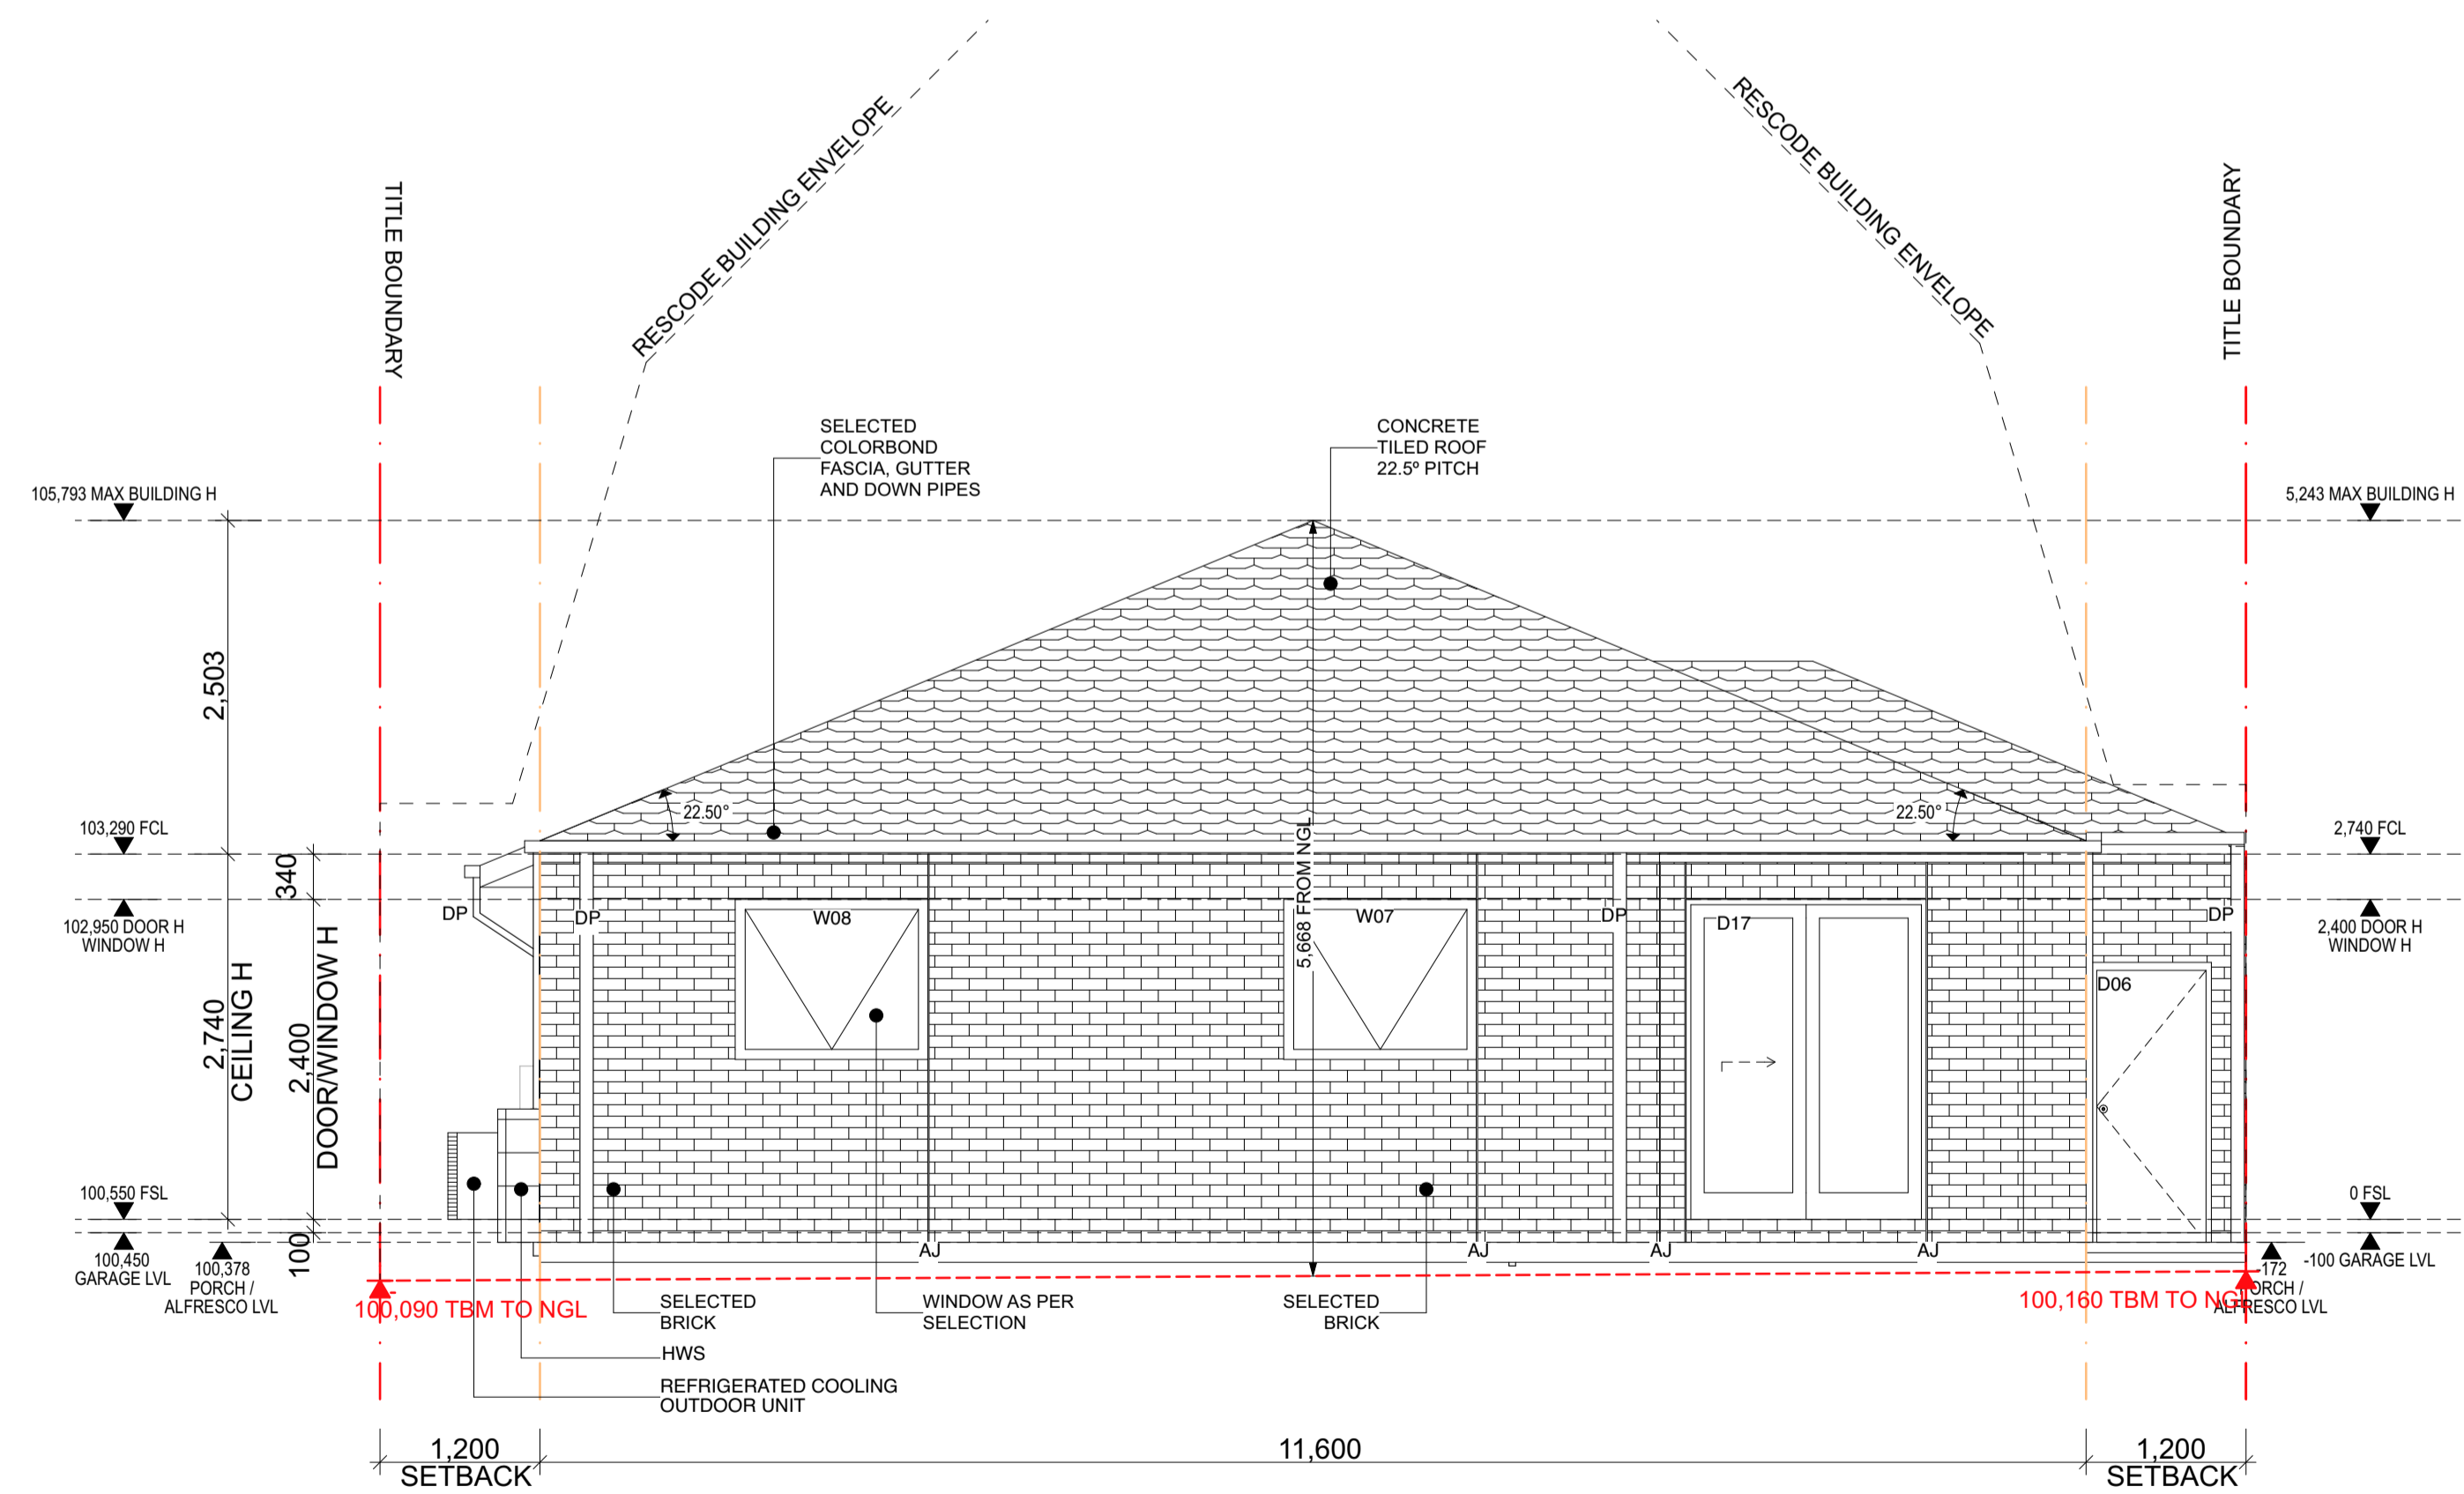 RESCODE BUILDING ENVELOPE
RESCODE BUILDING ENVELOPE
TITLE BOUNDARY
TITLE BOUNDARY
SELECTED
COLORBOND
FASCIA, GUTTER
AND DOWN PIPES
CONCRETE
TILED ROOF
22.5º PITCH
105,793 MAX BUILDING H
5,243 MAX BUILDING H
2,503
22.50°
22.50°
103,290 FCL
2,740 FCL
340
5,668 FROM NGL
DP
DP
W08
W07
DP
D17
DP
102,950 DOOR H
WINDOW H
2,400 DOOR H
WINDOW H
D06
2,740
CEILING H
2,400
DOOR/WINDOW H
100,550 FSL
0 FSL
100
100,450
GARAGE LVL
100,378
PORCH /
ALFRESCO LVL
AJ
AJ
AJ
AJ
-100 GARAGE LVL
-172
PORCH /
ALFRESCO LVL
100,090 TBM TO NGL
100,160 TBM TO NGL
SELECTED
BRICK
WINDOW AS PER
SELECTION
SELECTED
BRICK
HWS
REFRIGERATED COOLING
OUTDOOR UNIT
1,200
SETBACK
11,600
1,200
SETBACK